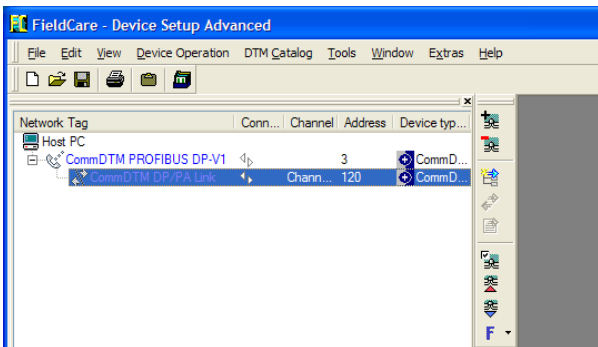 FieldCare - Device Setup Advanced
File Edit View Device Operation DTM Catalog Tools Window Extras Help
Network Tag Conn... Channel Address Device typ...
Host PC
CommDTM PROFIBUS DP-V1 3 CommD...
CommDTM DP/PA Link Chann... 120 CommD...
F